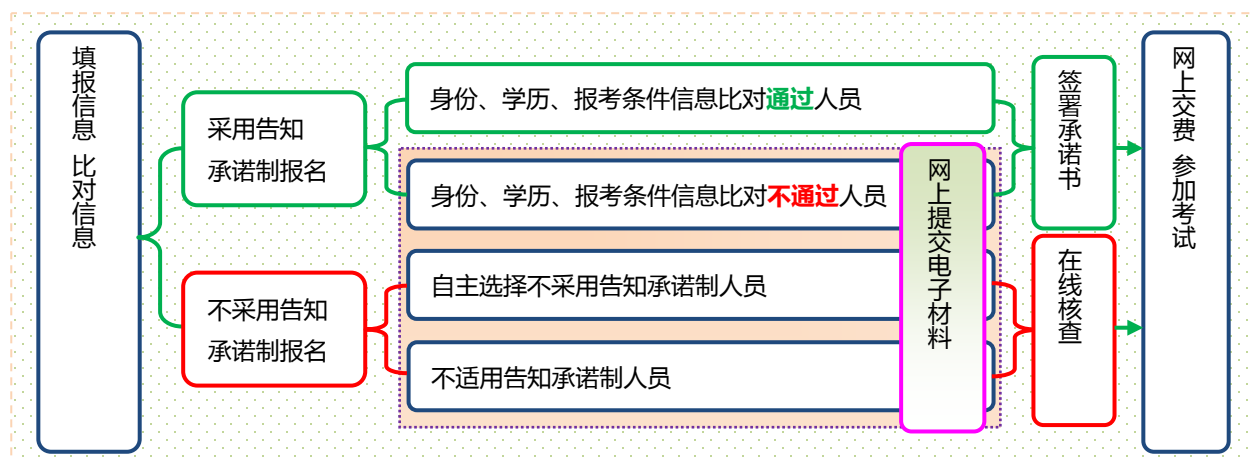 填报信息 比对信息
采用告知
承诺制报名
不采用告知
承诺制报名
身份、学历、报考条件信息比对通过人员
身份、学历、报考条件信息比对不通过人员
自主选择不采用告知承诺制人员
不适用告知承诺制人员
网上提交电子材料
签署承诺书
在线核查
网上交费 参加考试